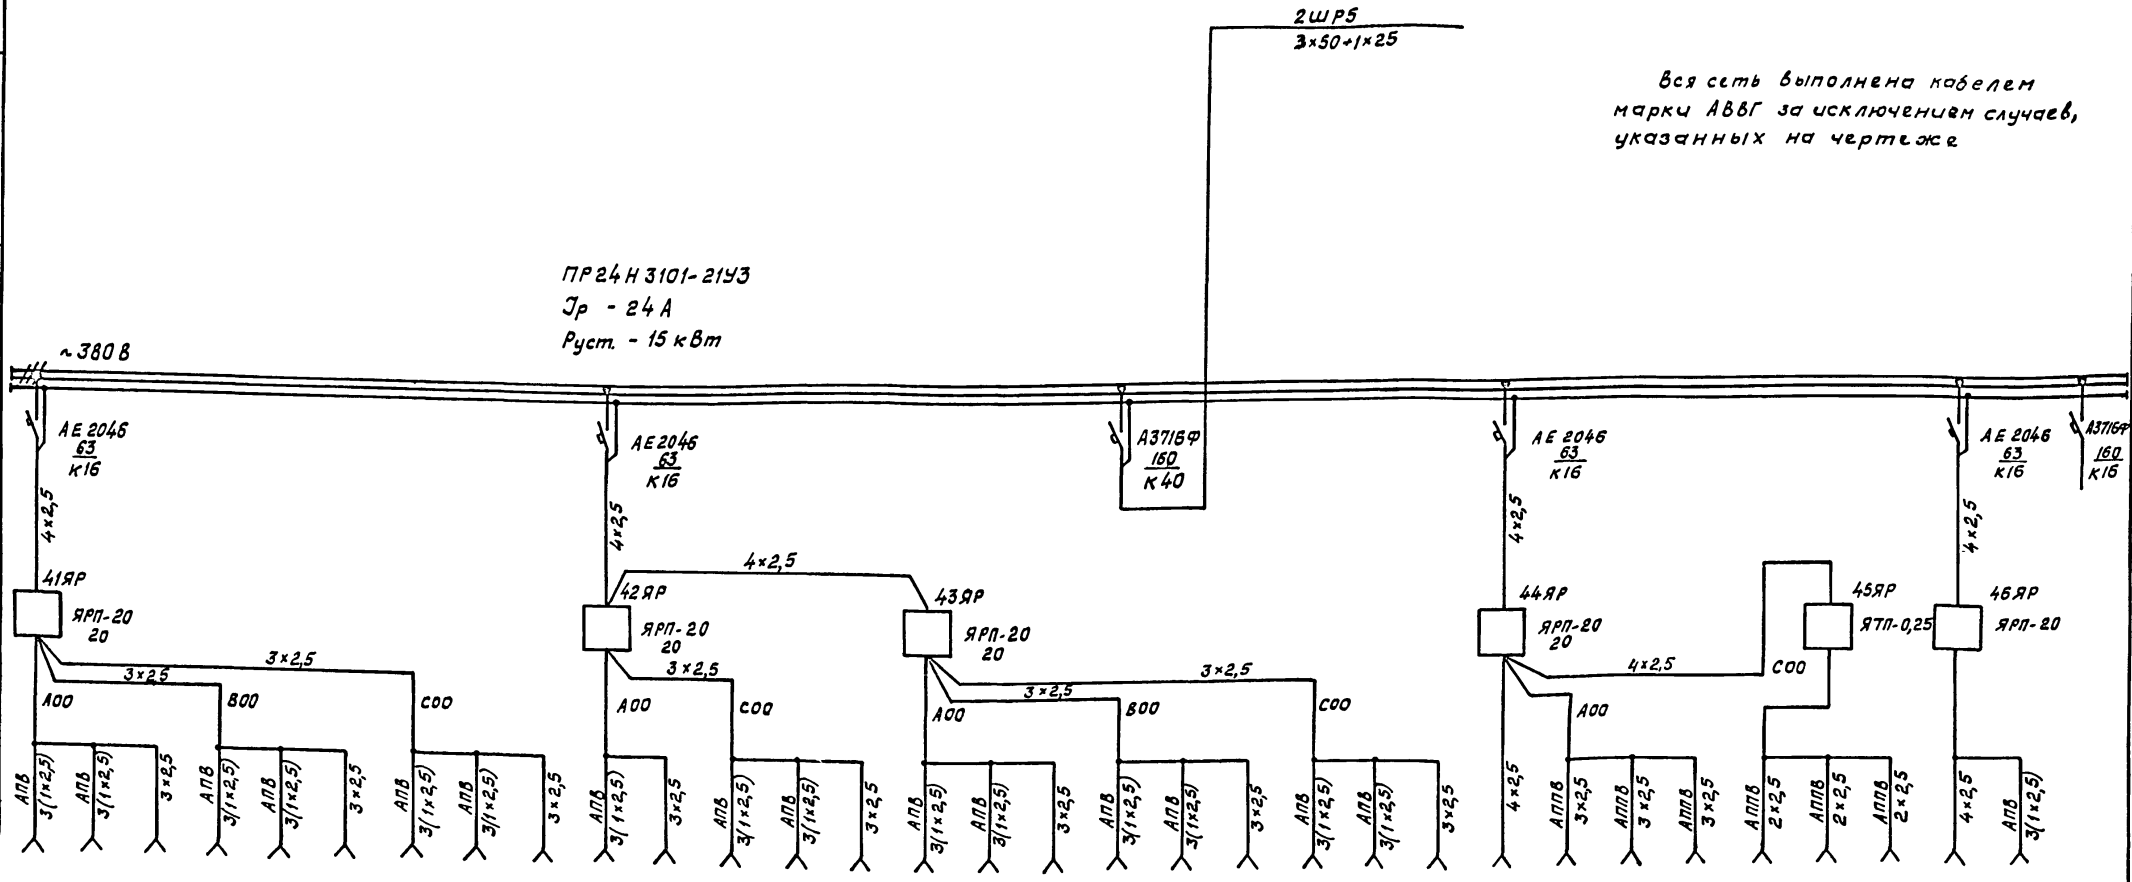 2ШР5
3×50+1×25
Вся сеть выполнена кабелем
марки АВВГ за исключением случаев,
указанных на чертеже
ПР24Н3101-21У3
Iр - 24А
Руст. - 15 кВт
~380В
АЕ 2046
63
К16
АЕ 2046
63
К16
А3716Ф
160
К40
АЕ 2046
63
К16
АЕ 2046
63
К16
А3716Ф
160
К16
4×2,5
4×2,5
4×2,5
4×2,5
4×2,5
41ЯР
ЯРП-20
20
42ЯР
ЯРП-20
20
43ЯР
ЯРП-20
20
44ЯР
ЯРП-20
20
45ЯР
ЯТП-0,25
46ЯР
ЯРП-20
3×2,5
3×2,5
3×2,5
3×2,5
3×2,5
4×2,5
А00
В00
С00
А00
С00
А00
В00
С00
А00
С00
АПВ
3(1×2,5)
АПВ
3(1×2,5)
3×2,5
АПВ
3(1×2,5)
АПВ
3(1×2,5)
3×2,5
АПВ
3(1×2,5)
АПВ
3(1×2,5)
3×2,5
АПВ
3(1×2,5)
3×2,5
АПВ
3(1×2,5)
АПВ
3(1×2,5)
3×2,5
АПВ
3(1×2,5)
АПВ
3(1×2,5)
3×2,5
АПВ
3(1×2,5)
АПВ
3(1×2,5)
3×2,5
АПВ
3(1×2,5)
АПВ
3(1×2,5)
3×2,5
4×2,5
АППВ
3×2,5
АППВ
3×2,5
АППВ
3×2,5
АППВ
2×2,5
АППВ
2×2,5
АППВ
2×2,5
4×2,5
АПВ
3(1×2,5)